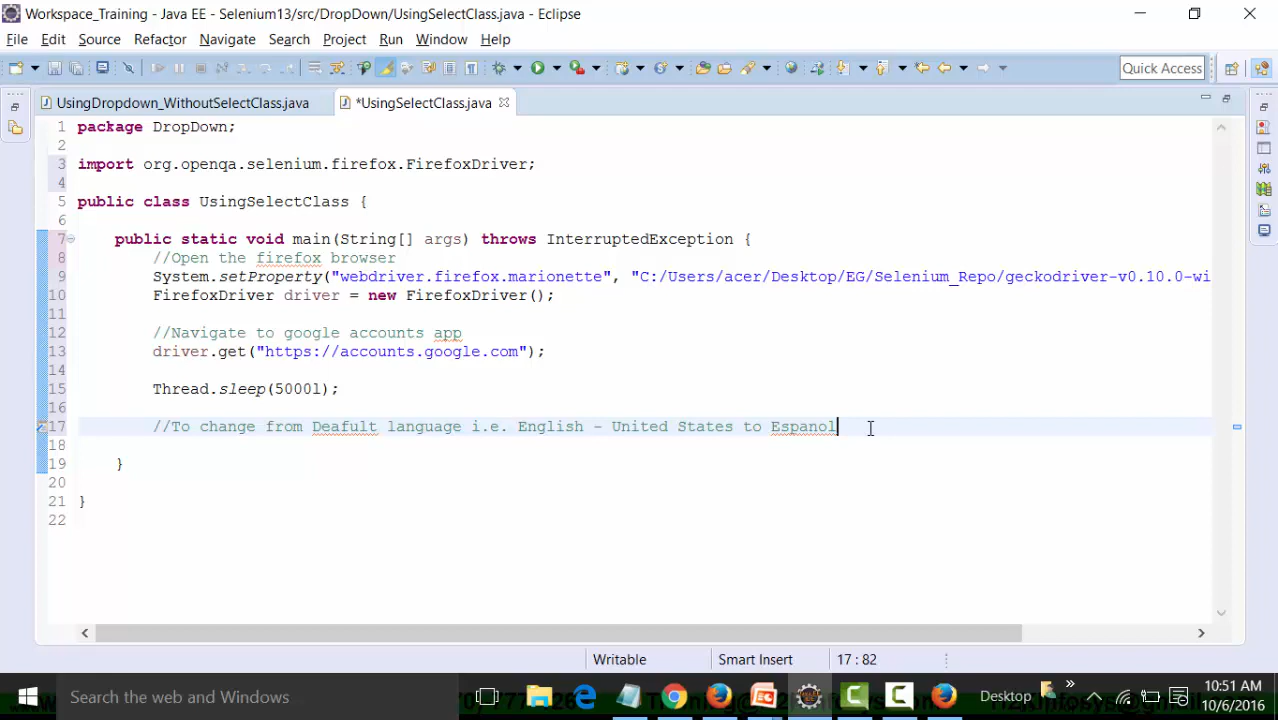 Workspace_Training - Java EE - Selenium13/src/DropDown/UsingSelectClass.java - Eclipse
File Edit Source Refactor Navigate Search Project Run Window Help
Quick Access
UsingDropdown_WithoutSelectClass.java *UsingSelectClass.java
1 package DropDown;
2
3 import org.openqa.selenium.firefox.FirefoxDriver;
4
5 public class UsingSelectClass {
6
7 public static void main(String[] args) throws InterruptedException {
8 //Open the firefox browser
9 System.setProperty("webdriver.firefox.marionette", "C:/Users/acer/Desktop/EG/Selenium_Repo/geckodriver-v0.10.0-wi
10 FirefoxDriver driver = new FirefoxDriver();
11
12 //Navigate to google accounts app
13 driver.get("https://accounts.google.com");
14
15 Thread.sleep(5000l);
16
17 //To change from Deafult language i.e. English - United States to Espanol
18
19 }
20
21 }
22
Writable Smart Insert 17 : 82
Search the web and Windows
Desktop
10:51 AM
10/6/2016